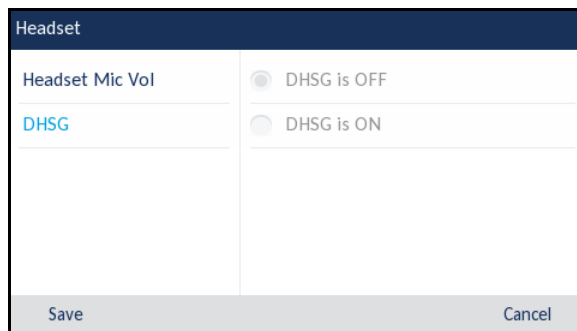 Headset
Headset Mic Vol
DHSG
DHSG is OFF
DHSG is ON
Save
Cancel